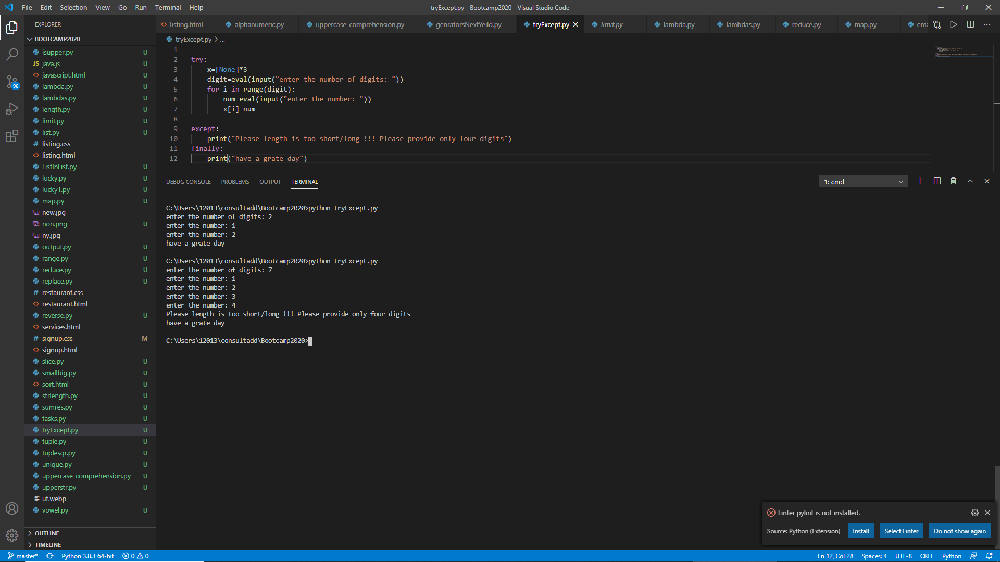 File Edit Selection View Go Run Terminal Help
tryExcept.py - Bootcamp2020 - Visual Studio Code
EXPLORER
BOOTCAMP2020
isupper.py U
JS java.js U
<> javascript.html U
lambda.py U
lambdas.py U
length.py U
limit.py U
list.py U
# listing.css
<> listing.html
ListInList.py U
lucky.py U
lucky1.py U
map.py U
new.jpg
non.png U
ny.jpg
output.py U
range.py U
reduce.py U
replace.py U
# restaurant.css
<> restaurant.html
reverse.py U
<> services.html
# signup.css M
<> signup.html
slice.py U
smallbig.py U
<> sort.html U
strlength.py U
sumres.py U
tasks.py U
tryExcept.py U
tuple.py U
tuplesqr.py U
unique.py U
uppercase_comprehension.py U
upperstr.py U
ut.webp
vowel.py U
OUTLINE
TIMELINE
96
<> listing.html alphanumeric.py uppercase_comprehension.py genratorsNextYeild.py tryExcept.py limit.py lambda.py lambdas.py reduce.py map.py ema
tryExcept.py > ...
1
2 try:
3 x=[None]*3
4 digit=eval(input("enter the number of digits: "))
5 for i in range(digit):
6 num=eval(input("enter the number: "))
7 x[i]=num
8
9 except:
10 print("Please length is too short/long !!! Please provide only four digits")
11 finally:
12 print("have a grate day")
DEBUG CONSOLE PROBLEMS OUTPUT TERMINAL
1: cmd
C:\Users\12013\consultadd\Bootcamp2020>python tryExcept.py
enter the number of digits: 2
enter the number: 1
enter the number: 2
have a grate day
C:\Users\12013\consultadd\Bootcamp2020>python tryExcept.py
enter the number of digits: 7
enter the number: 1
enter the number: 2
enter the number: 3
enter the number: 4
Please length is too short/long !!! Please provide only four digits
have a grate day
C:\Users\12013\consultadd\Bootcamp2020>
Linter pylint is not installed.
Source: Python (Extension) Install Select Linter Do not show again
master* Python 3.8.3 64-bit 0 0 Ln 12, Col 28 Spaces: 4 UTF-8 CRLF Python